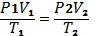 P1V₁/T₁ = P2V₂/T₂